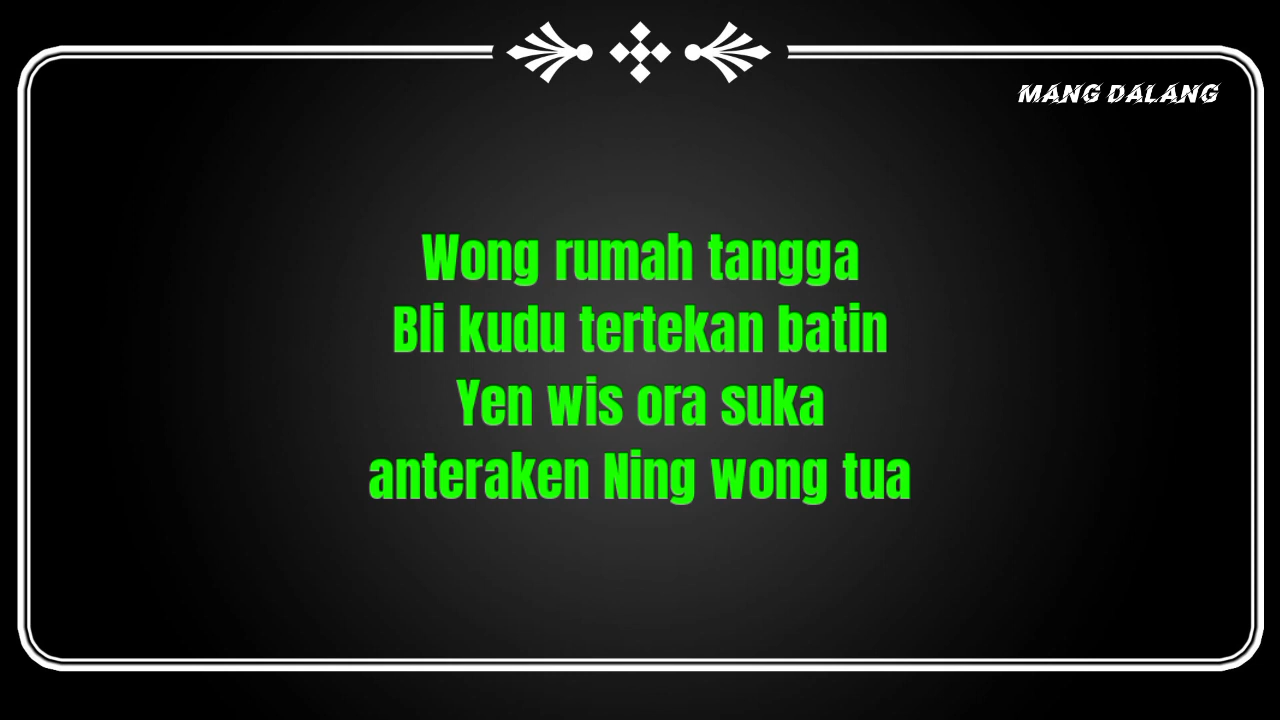 MANG DALANG
Wong rumah tangga
Bli kudu tertekan batin
Yen wis ora suka
anteraken Ning wong tua